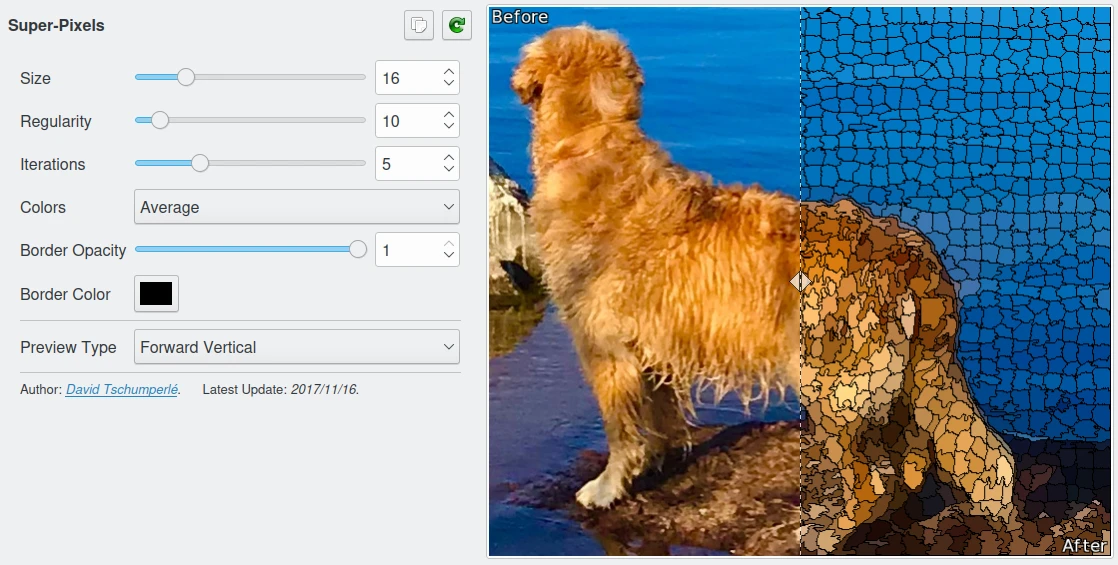 Super-Pixels
Size 16
Regularity 10
Iterations 5
Colors Average
Border Opacity 1
Border Color
Preview Type Forward Vertical
Author: David Tschumperlé. Latest Update: 2017/11/16.
Before
After